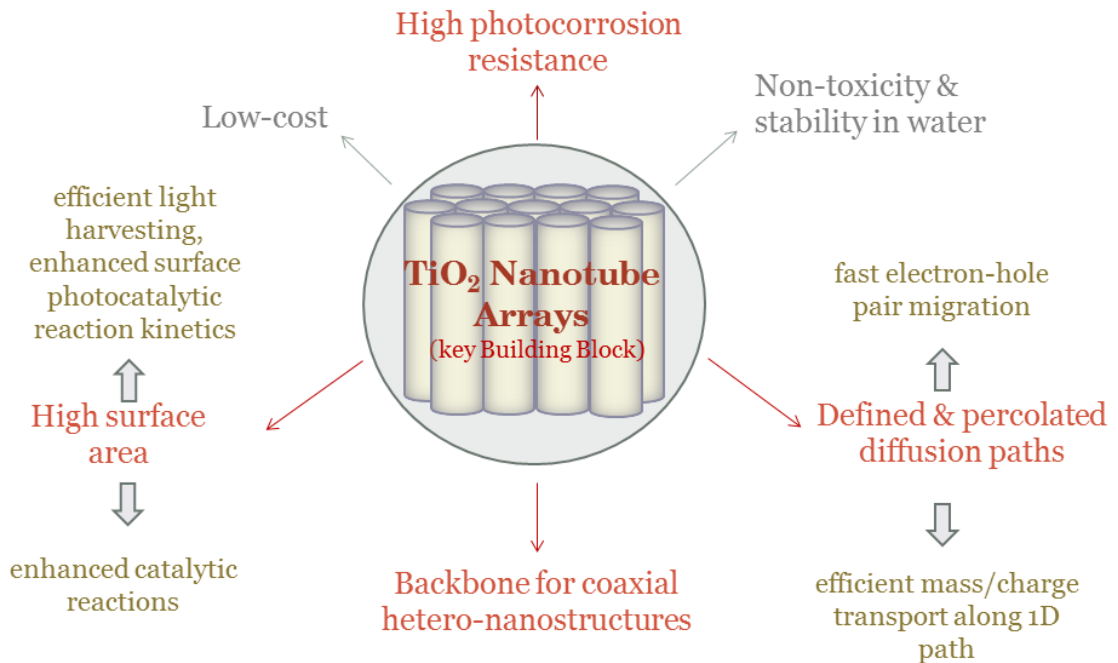 High photocorrosion
resistance
Low-cost
Non-toxicity &
stability in water
efficient light
harvesting,
enhanced surface
photocatalytic
reaction kinetics
TiO₂ Nanotube
Arrays
(key Building Block)
fast electron-hole
pair migration
High surface
area
Defined & percolated
diffusion paths
enhanced catalytic
reactions
Backbone for coaxial
hetero-nanostructures
efficient mass/charge
transport along 1D
path